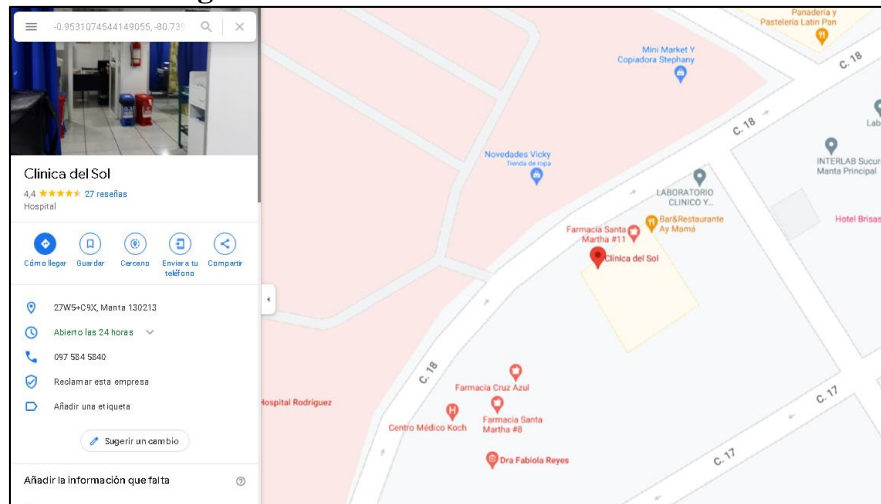 -0.9531074544149055, -80.739
Clínica del Sol
4,4
27 reseñas
Hospital
Cómo llegar
Guardar
Cercano
Enviar a tu
teléfono
Compartir
27W5+C9X, Manta 130213
Abierto las 24 horas
097 584 5840
Reclamar esta empresa
Añadir una etiqueta
Sugerir un cambio
Añadir la información que falta
Panadería y
Pastelería Latin Pan
Mini Market Y
Copiadora Stephany
C. 18
C. 18
Lab
INTERLAB Sucur
Manta Principal
Novedades Vicky
Tienda de ropa
LABORATORIO
CLINICO Y...
Bar&Restaurante
Ay Mamá
Hotel Brisas
Farmacia Santa
Martha #11
Clínica del Sol
C. 18
Farmacia Cruz Azul
Hospital Rodríguez
Centro Médico Koch
Farmacia Santa
Martha #8
Dra Fabiola Reyes
C. 17
C. 17